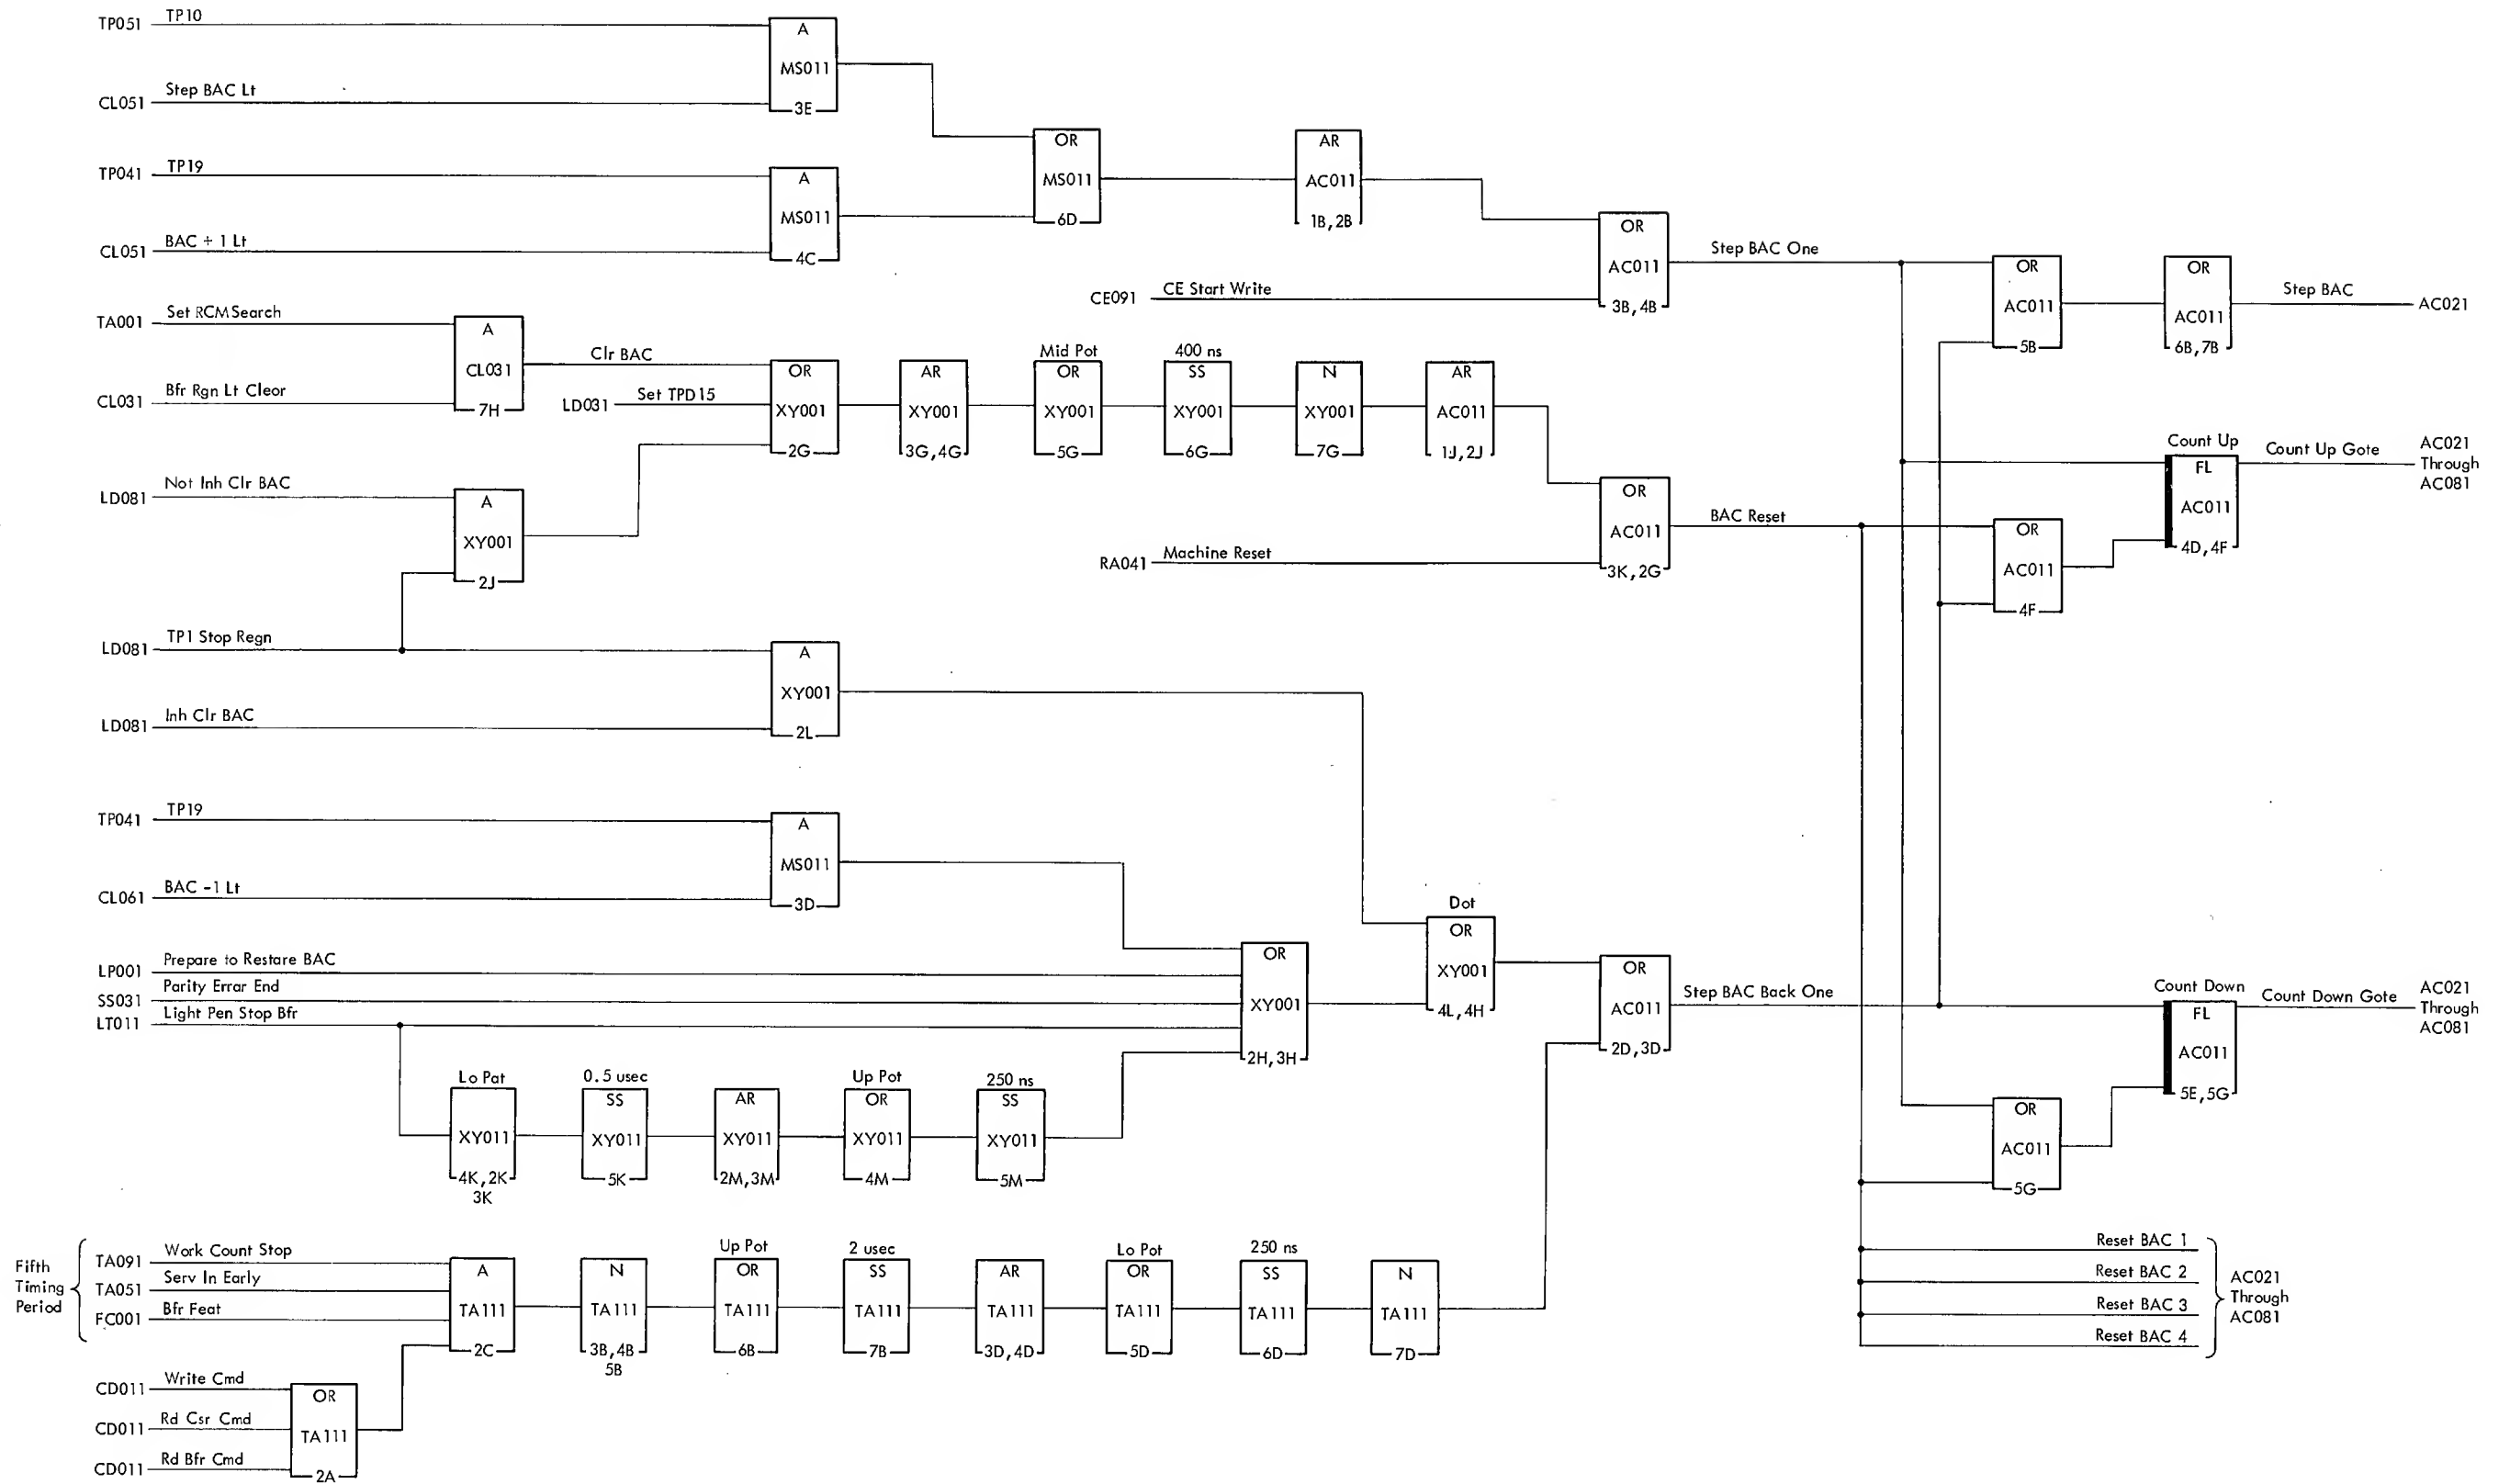 TP051 TP10
A
MS011
3E
CL051 Step BAC Lt
TP041 TP19
A
MS011
4C
CL051 BAC + 1 Lt
OR
MS011
6D
AR
AC011
1B, 2B
OR
AC011
3B, 4B
CE091 CE Start Write
Step BAC One
OR
AC011
5B
OR
AC011
6B, 7B
Step BAC
AC021
TA001 Set RCM Search
A
CL031
7H
CL031 Bfr Rgn Lt Cleor
Clr BAC
LD031 Set TPD15
OR
XY001
2G
AR
XY001
3G, 4G
Mid Pot
OR
XY001
5G
400 ns
SS
XY001
6G
N
XY001
7G
AR
AC011
1J, 2J
LD081 Not Inh Clr BAC
A
XY001
2J
OR
AC011
3K, 2G
RA041 Machine Reset
BAC Reset
Count Up
FL
AC011
4D, 4F
Count Up Gote
AC021
Through
AC081
OR
AC011
4F
LD081 TP1 Stop Regn
A
XY001
2L
LD081 Inh Clr BAC
TP041 TP19
A
MS011
3D
CL061 BAC -1 Lt
LP001 Prepare to Restare BAC
SS031 Parity Errar End
LT011 Light Pen Stop Bfr
OR
XY001
2H, 3H
Dot
OR
XY001
4L, 4H
OR
AC011
2D, 3D
Step BAC Back One
Count Down
FL
AC011
5E, 5G
Count Down Gote
AC021
Through
AC081
Lo Pat
XY011
4K, 2K
3K
0.5 usec
SS
XY011
5K
AR
XY011
2M, 3M
Up Pot
OR
XY011
4M
250 ns
SS
XY011
5M
OR
AC011
5G
Fifth
Timing
Period
TA091 Work Count Stop
TA051 Serv In Early
FC001 Bfr Feat
A
TA111
2C
N
TA111
3B, 4B
5B
Up Pot
OR
TA111
6B
2 usec
SS
TA111
7B
AR
TA111
3D, 4D
Lo Pot
OR
TA111
5D
250 ns
SS
TA111
6D
N
TA111
7D
Reset BAC 1
Reset BAC 2
Reset BAC 3
Reset BAC 4
AC021
Through
AC081
CD011 Write Cmd
CD011 Rd Csr Cmd
CD011 Rd Bfr Cmd
OR
TA111
2A